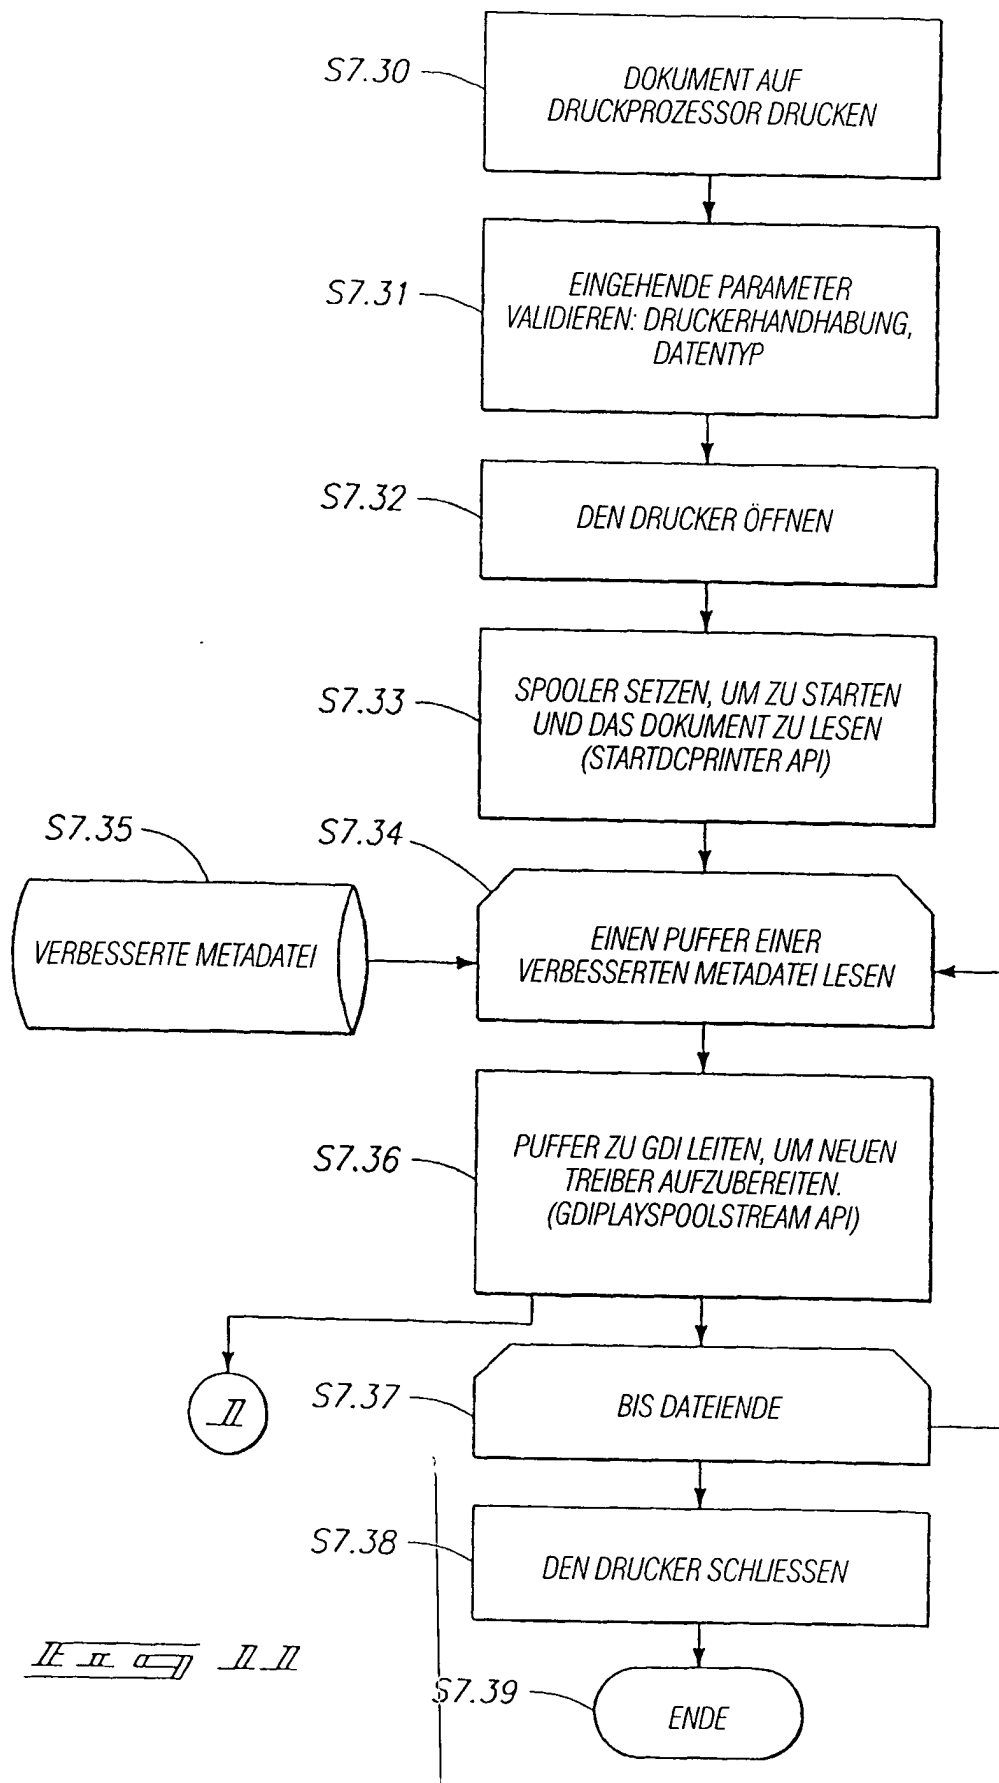 S7.30
DOKUMENT AUF
DRUCKPROZESSOR DRUCKEN
S7.31
EINGEHENDE PARAMETER
VALIDIEREN: DRUCKERHANDHABUNG,
DATENTYP
S7.32
DEN DRUCKER ÖFFNEN
S7.33
SPOOLER SETZEN, UM ZU STARTEN
UND DAS DOKUMENT ZU LESEN
(STARTDCPRINTER API)
S7.35
VERBESSERTE METADATEI
S7.34
EINEN PUFFER EINER
VERBESSERTEN METADATEI LESEN
S7.36
PUFFER ZU GDI LEITEN, UM NEUEN
TREIBER AUFZUBEREITEN.
(GDIPLAYSPOOLSTREAM API)
S7.37
BIS DATEIENDE
S7.38
DEN DRUCKER SCHLIESSEN
S7.39
ENDE
Fig 11